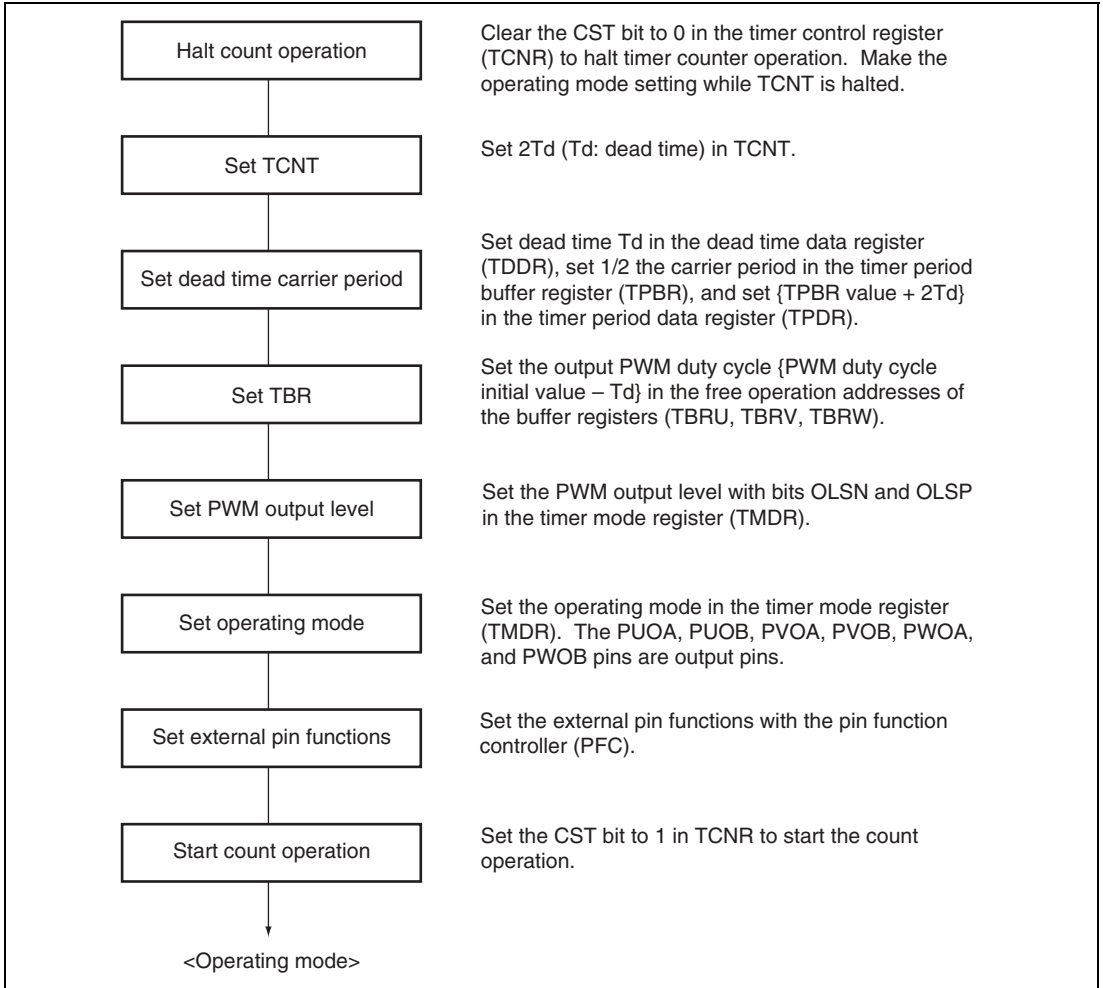 Halt count operation
Clear the CST bit to 0 in the timer control register
(TCNR) to halt timer counter operation.  Make the
operating mode setting while TCNT is halted.
Set TCNT
Set 2Td (Td: dead time) in TCNT.
Set dead time carrier period
Set dead time Td in the dead time data register
(TDDR), set 1/2 the carrier period in the timer period
buffer register (TPBR), and set {TPBR value + 2Td}
in the timer period data register (TPDR).
Set TBR
Set the output PWM duty cycle {PWM duty cycle
initial value – Td} in the free operation addresses of
the buffer registers (TBRU, TBRV, TBRW).
Set PWM output level
Set the PWM output level with bits OLSN and OLSP
in the timer mode register (TMDR).
Set operating mode
Set the operating mode in the timer mode register
(TMDR).  The PUOA, PUOB, PVOA, PVOB, PWOA,
and PWOB pins are output pins.
Set external pin functions
Set the external pin functions with the pin function
controller (PFC).
Start count operation
Set the CST bit to 1 in TCNR to start the count
operation.
<Operating mode>